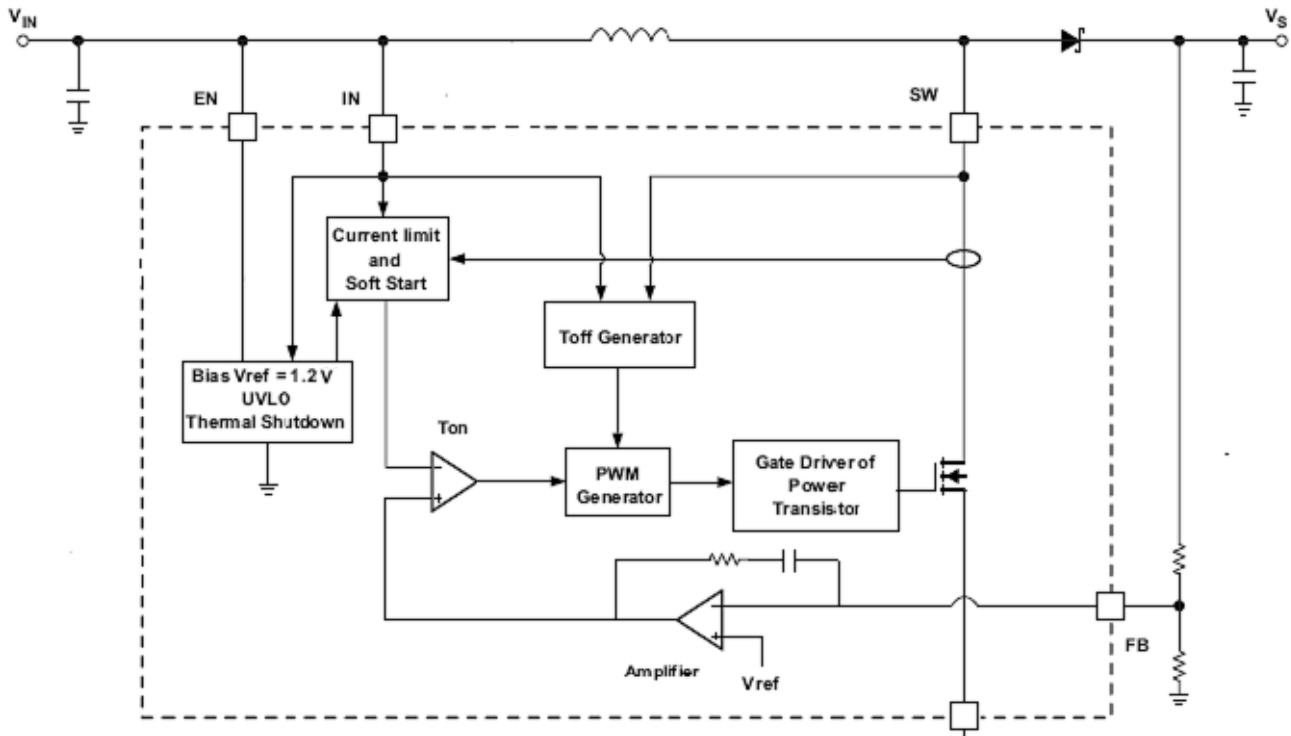 VIN
VS
EN
IN
SW
Current limit
and
Soft Start
Toff Generator
Bias Vref = 1.2 V
UVLO
Thermal Shutdown
Ton
PWM
Generator
Gate Driver of
Power
Transistor
FB
Amplifier
Vref